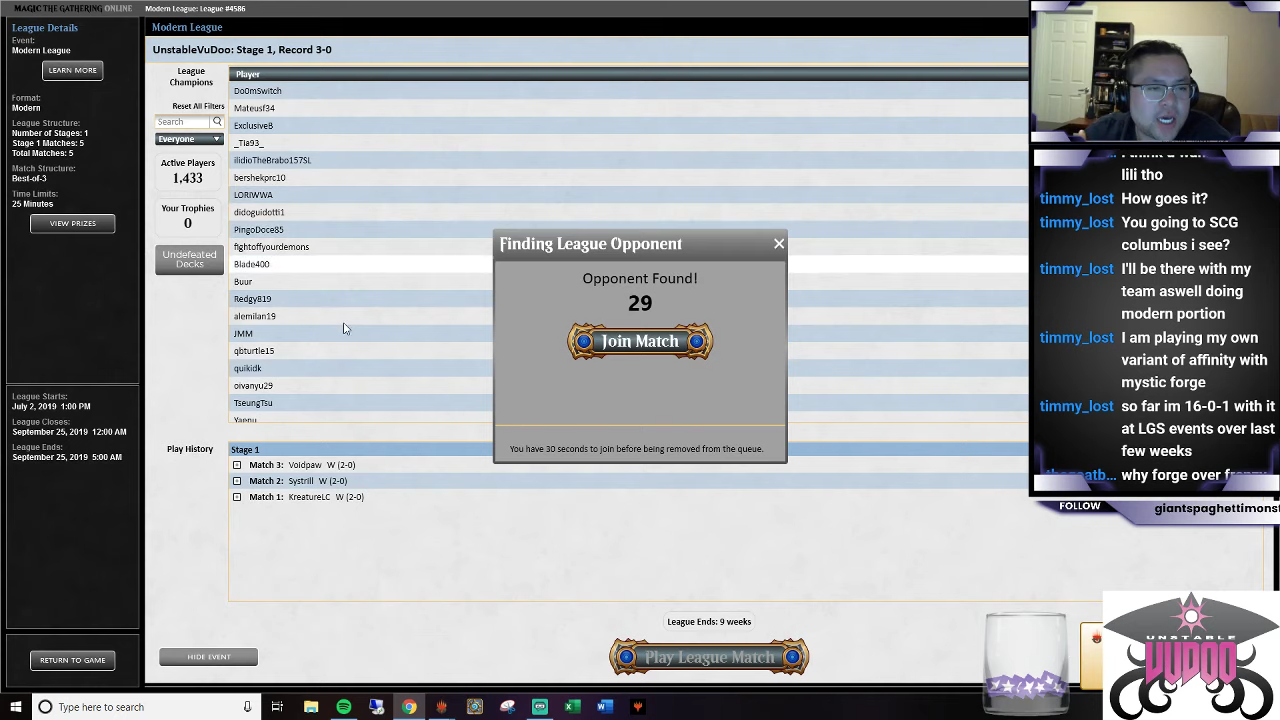 MAGIC THE GATHERING ONLINE
Modern League: League #4586
League Details
Event:
Modern League
LEARN MORE
Format:
Modern
League Structure:
Number of Stages: 1
Stage 1 Matches: 5
Total Matches: 5
Match Structure:
Best-of-3
Time Limits:
25 Minutes
VIEW PRIZES
League Starts:
July 2, 2019 1:00 PM
League Closes:
September 25, 2019 12:00 AM
League Ends:
September 25, 2019 5:00 AM
RETURN TO GAME
Modern League
UnstableVuDoo: Stage 1, Record 3-0
League
Champions
Reset All Filters
Search
Everyone
Active Players
1,433
Your Trophies
0
Undefeated
Decks
Player
Do0mSwitch
Mateusf34
ExclusiveB
_Tia93_
ilidioTheBrabo157SL
bershekprc10
LORIWWA
didoguidotti1
PingoDoce85
fightoffyourdemons
Blade400
Buur
Redgy819
alemilan19
JMM
qbturtle15
quikidk
oivanyu29
TseungTsu
Finding League Opponent
Opponent Found!
29
Join Match
You have 30 seconds to join before being removed from the queue.
Play History
Stage 1
Match 3: Voldpaw W (2-0)
Match 2: Systrill W (2-0)
Match 1: KreatureLC W (2-0)
League Ends: 9 weeks
HIDE EVENT
Play League Match
lili tho
timmy_lost How goes it?
timmy_lost You going to SCG
columbus i see?
timmy_lost I'll be there with my
team aswell doing
modern portion
timmy_lost I am playing my own
variant of affinity with
mystic forge
timmy_lost so far im 16-0-1 with it
at LGS events over last
few weeks
why forge over frenzy
FOLLOW
giantspaghettimonst
UNSTABLE
VUDOO
Type here to search